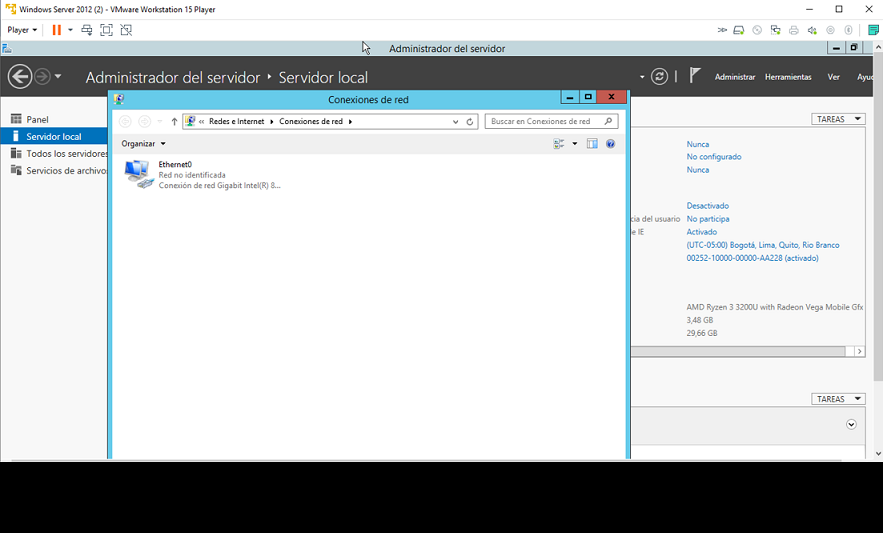 Windows Server 2012 (2) - VMware Workstation 15 Player
Player
Administrador del servidor
Administrador del servidor ‣ Servidor local
Administrar Herramientas Ver Ayu
Panel
Servidor local
Todos los servidores
Servicios de archivo
Conexiones de red
« Redes e Internet ▸ Conexiones de red ▸
Buscar en Conexiones de red
Organizar
Ethernet0
Red no identificada
Conexión de red Gigabit Intel(R) 8...
TAREAS
Nunca
No configurado
Nunca
Desactivado
cia del usuario No participa
e IE Activado
(UTC-05:00) Bogotá, Lima, Quito, Rio Branco
00252-10000-00000-AA228 (activado)
AMD Ryzen 3 3200U with Radeon Vega Mobile Gfx
3,48 GB
29,66 GB
TAREAS